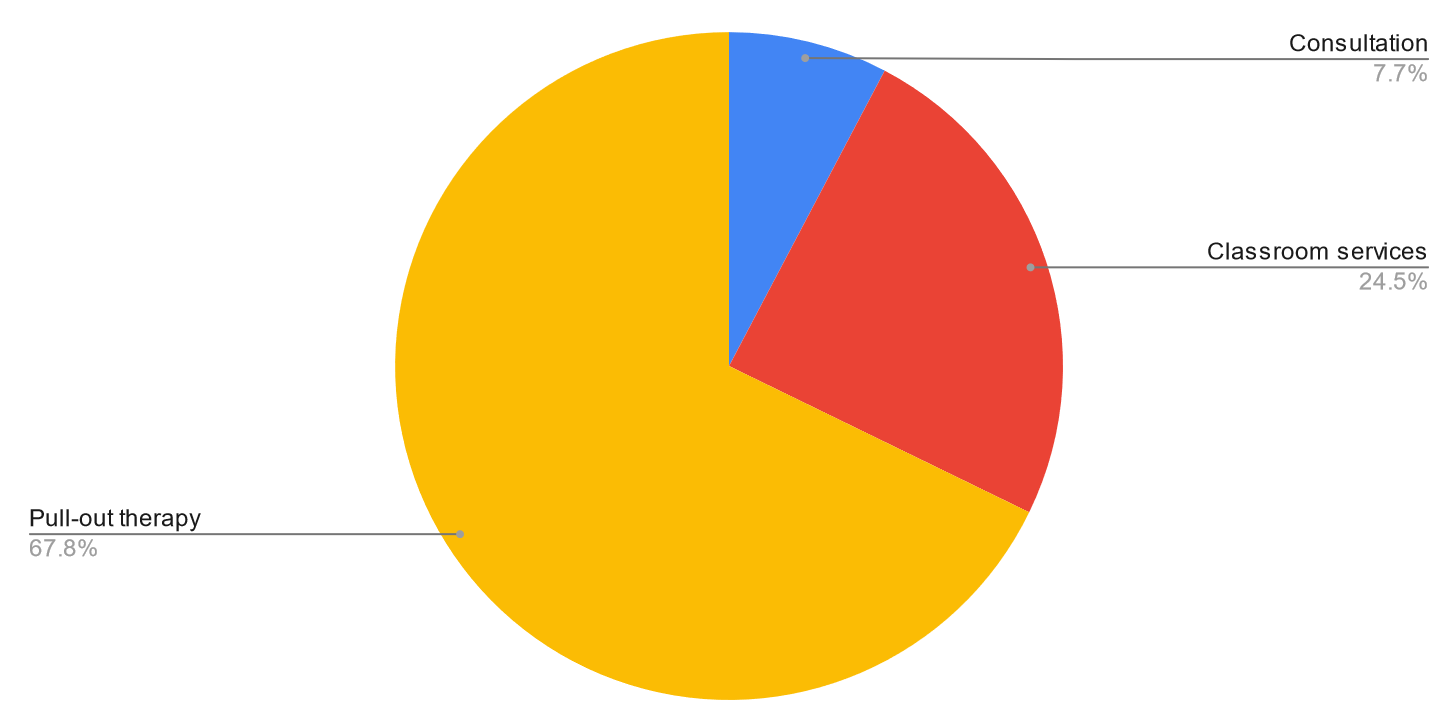 Consultation
7.7%
Classroom services
24.5%
Pull-out therapy
67.8%